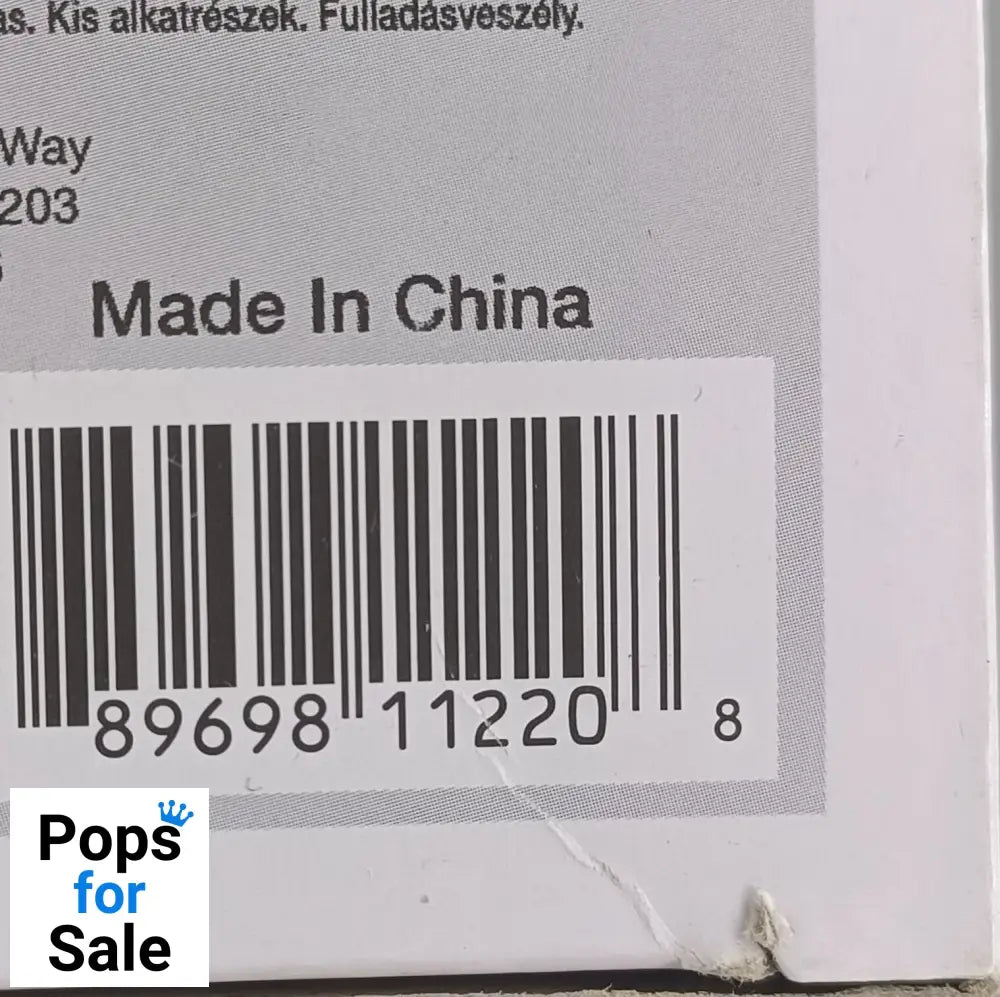 as. Kis alkatrészek. Fulladásveszély.
Way
203
Made In China
89698 11220 8
Pops
for
Sale